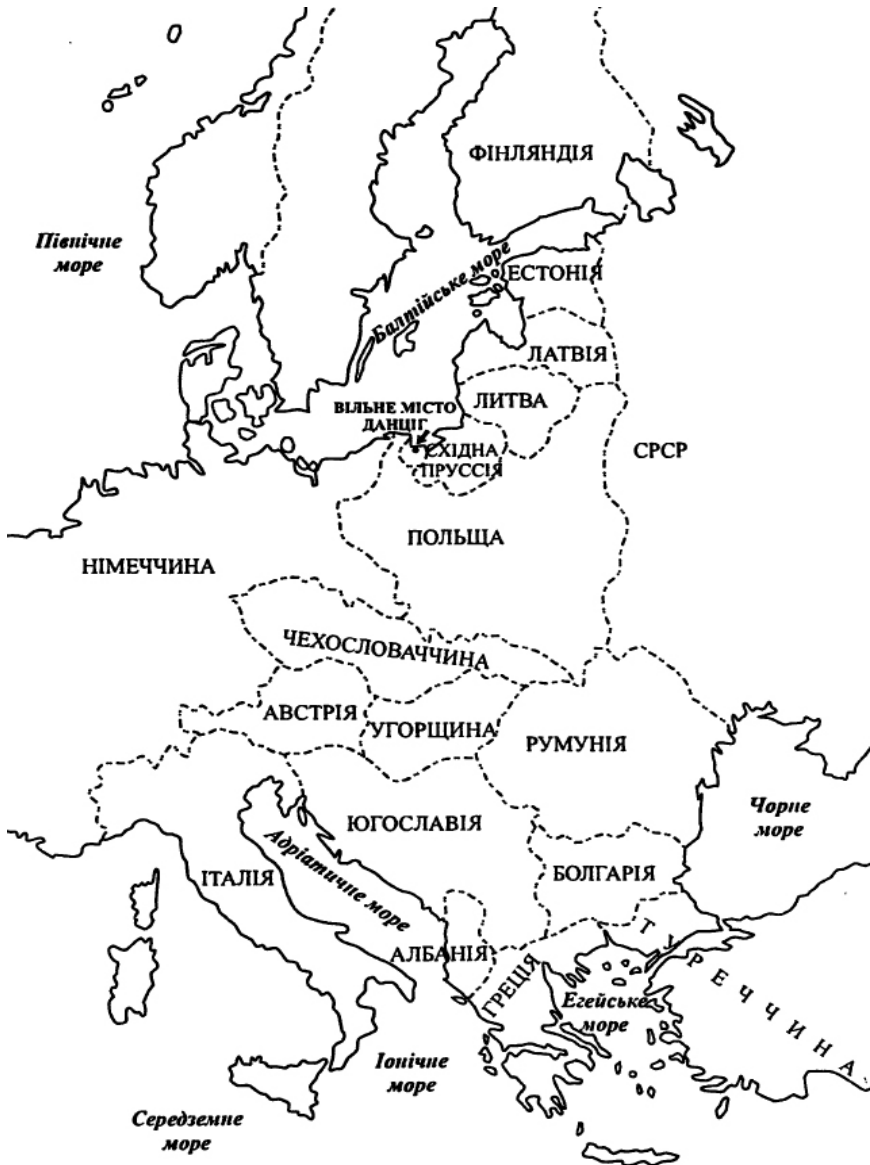 ФІНЛЯНДІЯ
Північне
море
Балтійське море
ЕСТОНІЯ
ЛАТВІЯ
ЛИТВА
ВІЛЬНЕ МІСТО
ДАНЦІГ
СХІДНА
ПРУССІЯ
СРСР
ПОЛЬЩА
НІМЕЧЧИНА
ЧЕХОСЛОВАЧЧИНА
АВСТРІЯ
УГОРЩИНА
РУМУНІЯ
Чорне
море
ЮГОСЛАВІЯ
Адріатичне море
ІТАЛІЯ
БОЛГАРІЯ
АЛБАНІЯ
ГРЕЦІЯ
ТУРЕЧЧИНА
Егейське
море
Іонічне
море
Середземне
море